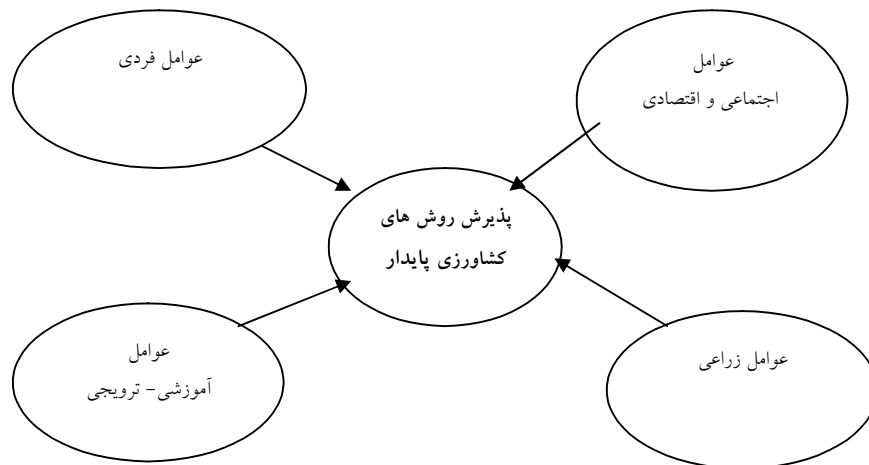 عوامل
اجتماعی و اقتصادی
عوامل فردی
پذیرش روش های
کشاورزی پایدار
عوامل زراعی
عوامل
آموزشی- ترویجی